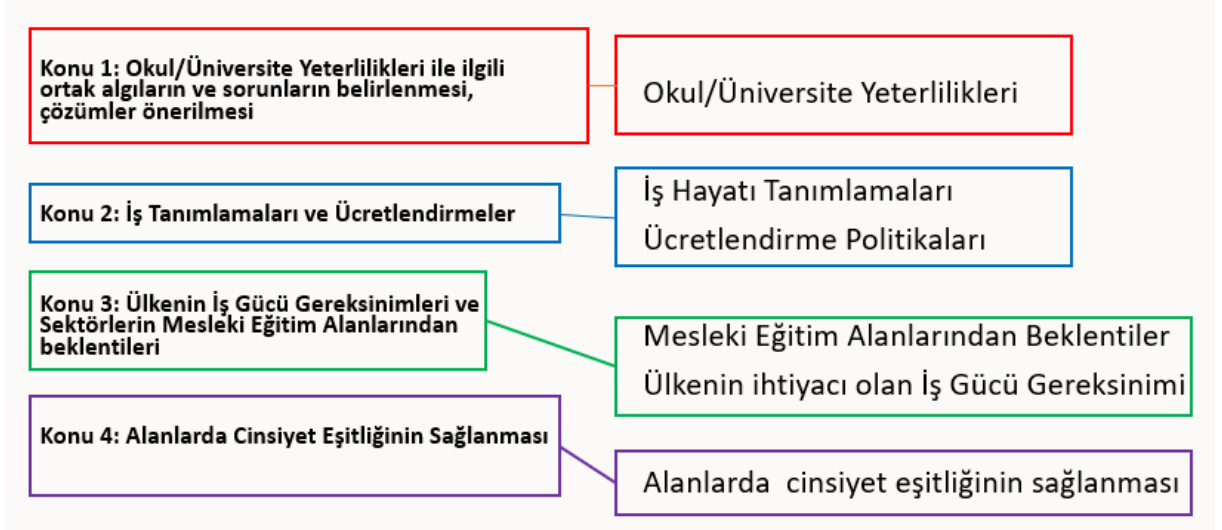 Konu 1: Okul/Üniversite Yeterlilikleri ile ilgili
ortak algıların ve sorunların belirlenmesi,
çözümler önerilmesi
Okul/Üniversite Yeterlilikleri
Konu 2: İş Tanımlamaları ve Ücretlendirmeler
İş Hayatı Tanımlamaları
Ücretlendirme Politikaları
Konu 3: Ülkenin İş Gücü Gereksinimleri ve
Sektörlerin Mesleki Eğitim Alanlarından
beklentileri
Mesleki Eğitim Alanlarından Beklentiler
Ülkenin ihtiyacı olan İş Gücü Gereksinimi
Konu 4: Alanlarda Cinsiyet Eşitliğinin Sağlanması
Alanlarda  cinsiyet eşitliğinin sağlanması